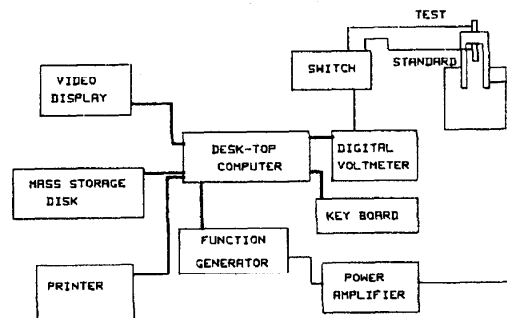 TEST
STANDARD
SWITCH
VIDEO
DISPLAY
DESK-TOP
COMPUTER
DIGITAL
VOLTMETER
MASS STORAGE
DISK
KEY BOARD
FUNCTION
GENERATOR
PRINTER
POWER
AMPLIFIER